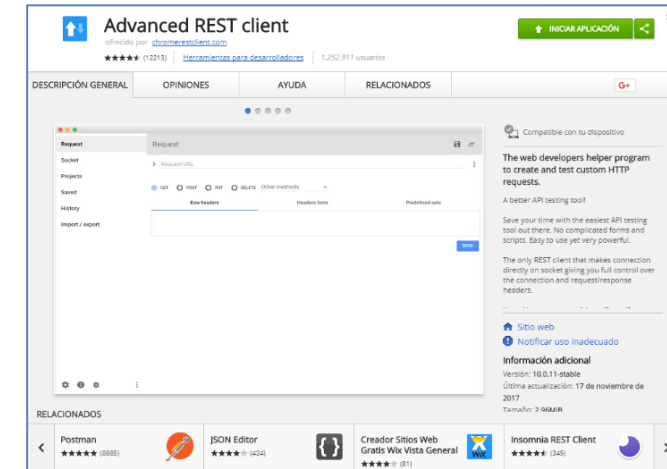 Advanced REST client
ofrecido por chromerestclient.com
(12213) Herramientas para desarrolladores 1.252.911 usuarios
INICIAR APLICACIÓN
DESCRIPCIÓN GENERAL OPINIONES AYUDA RELACIONADOS G+
Request
Socket
Projects
Saved
History
Import / export
Request
Request URL
GET POST PUT DELETE Other methods
Raw headers Headers form Predefined sets
SEND
Compatible con tu dispositivo
The web developers helper program
to create and test custom HTTP
requests.
A better API testing tool!
Save your time with the easiest API testing
tool out there. No complicated forms and
scripts. Easy to use yet very powerful.
The only REST client that makes connection
directly on socket giving you full control over
the connection and request/response
headers.
Sitio web
Notificar uso inadecuado
Información adicional
Versión: 10.0.11-stable
Última actualización: 17 de noviembre de
2017
Tamaño: 2.96MiB
RELACIONADOS
Postman
(8885)
JSON Editor
(424)
Creador Sitios Web
Gratis Wix Vista General
(81)
WiX
Insomnia REST Client
(345)